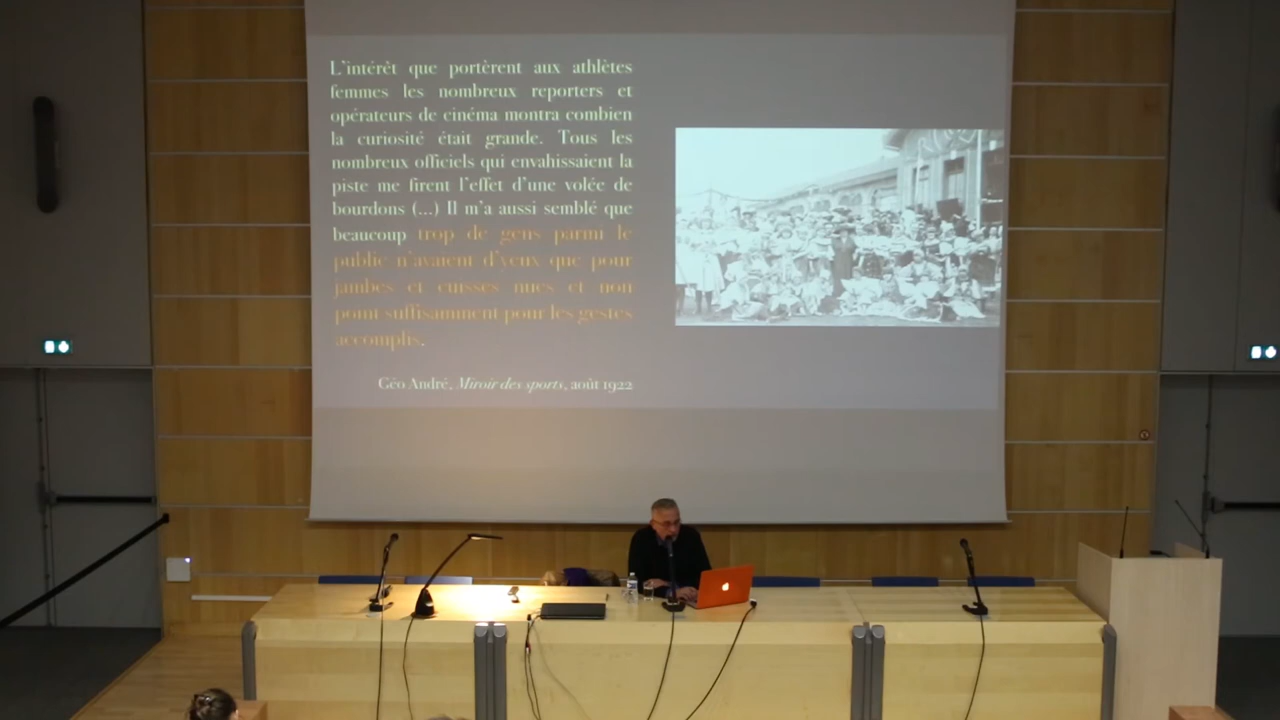 L'intérêt que portèrent aux athlètes
femmes les nombreux reporters et
opérateurs de cinéma montra combien
la curiosité était grande. Tous les
nombreux officiels qui envahissaient la
piste me firent l'effet d'une volée de
bourdons (...) Il m'a aussi semblé que
beaucoup trop de gens parmi le
public n'avaient d'yeux que pour
jambes et cuisses nues et non
point suffisamment pour les gestes
accomplis.
Géo André, Miroir des sports, août 1922